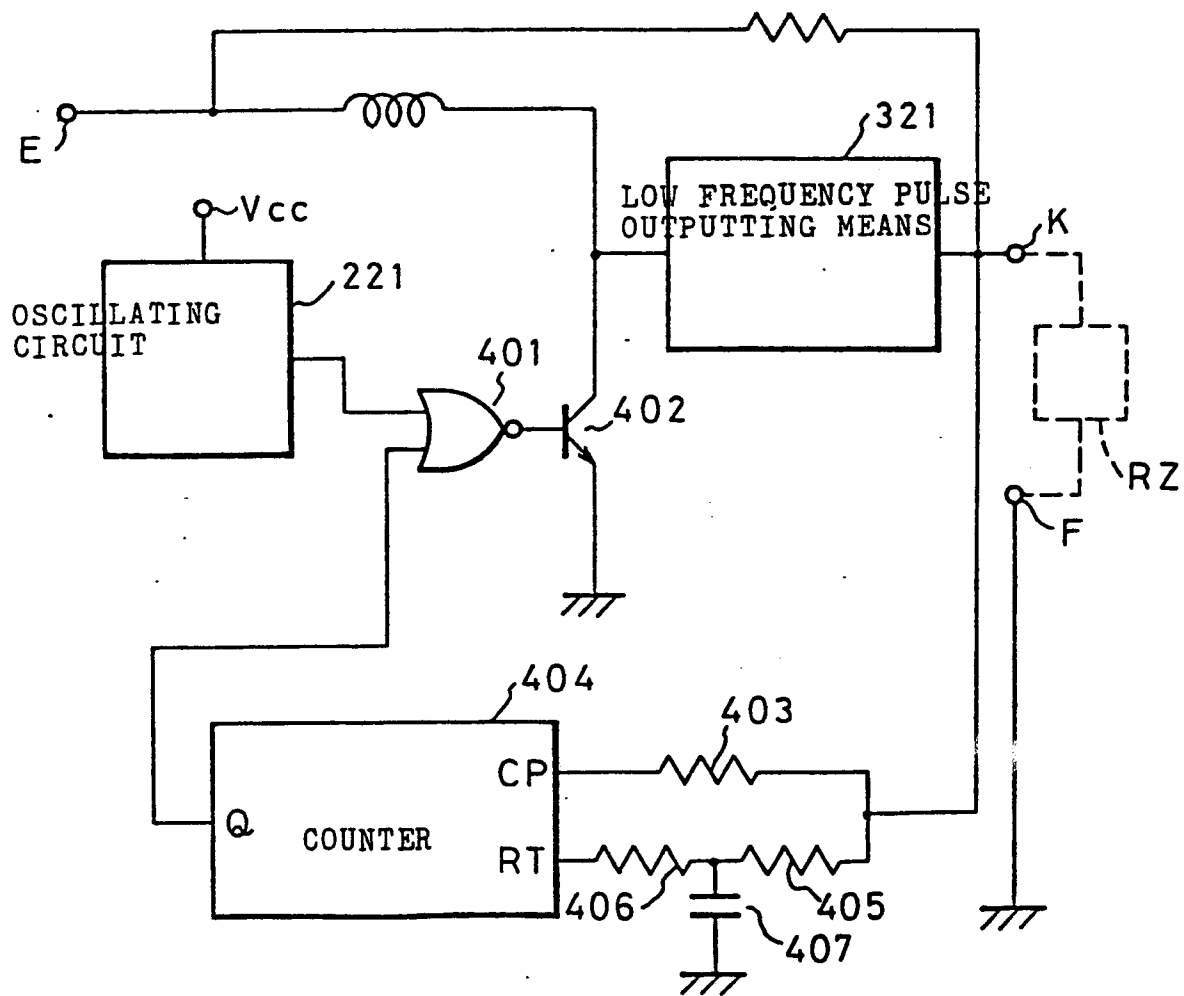 321
E
LOW FREQUENCY PULSE
OUTPUTTING MEANS
Vcc
K
221
OSCILLATING
CIRCUIT
401
402
RZ
F
404
403
CP
Q
COUNTER
RT
406
405
407